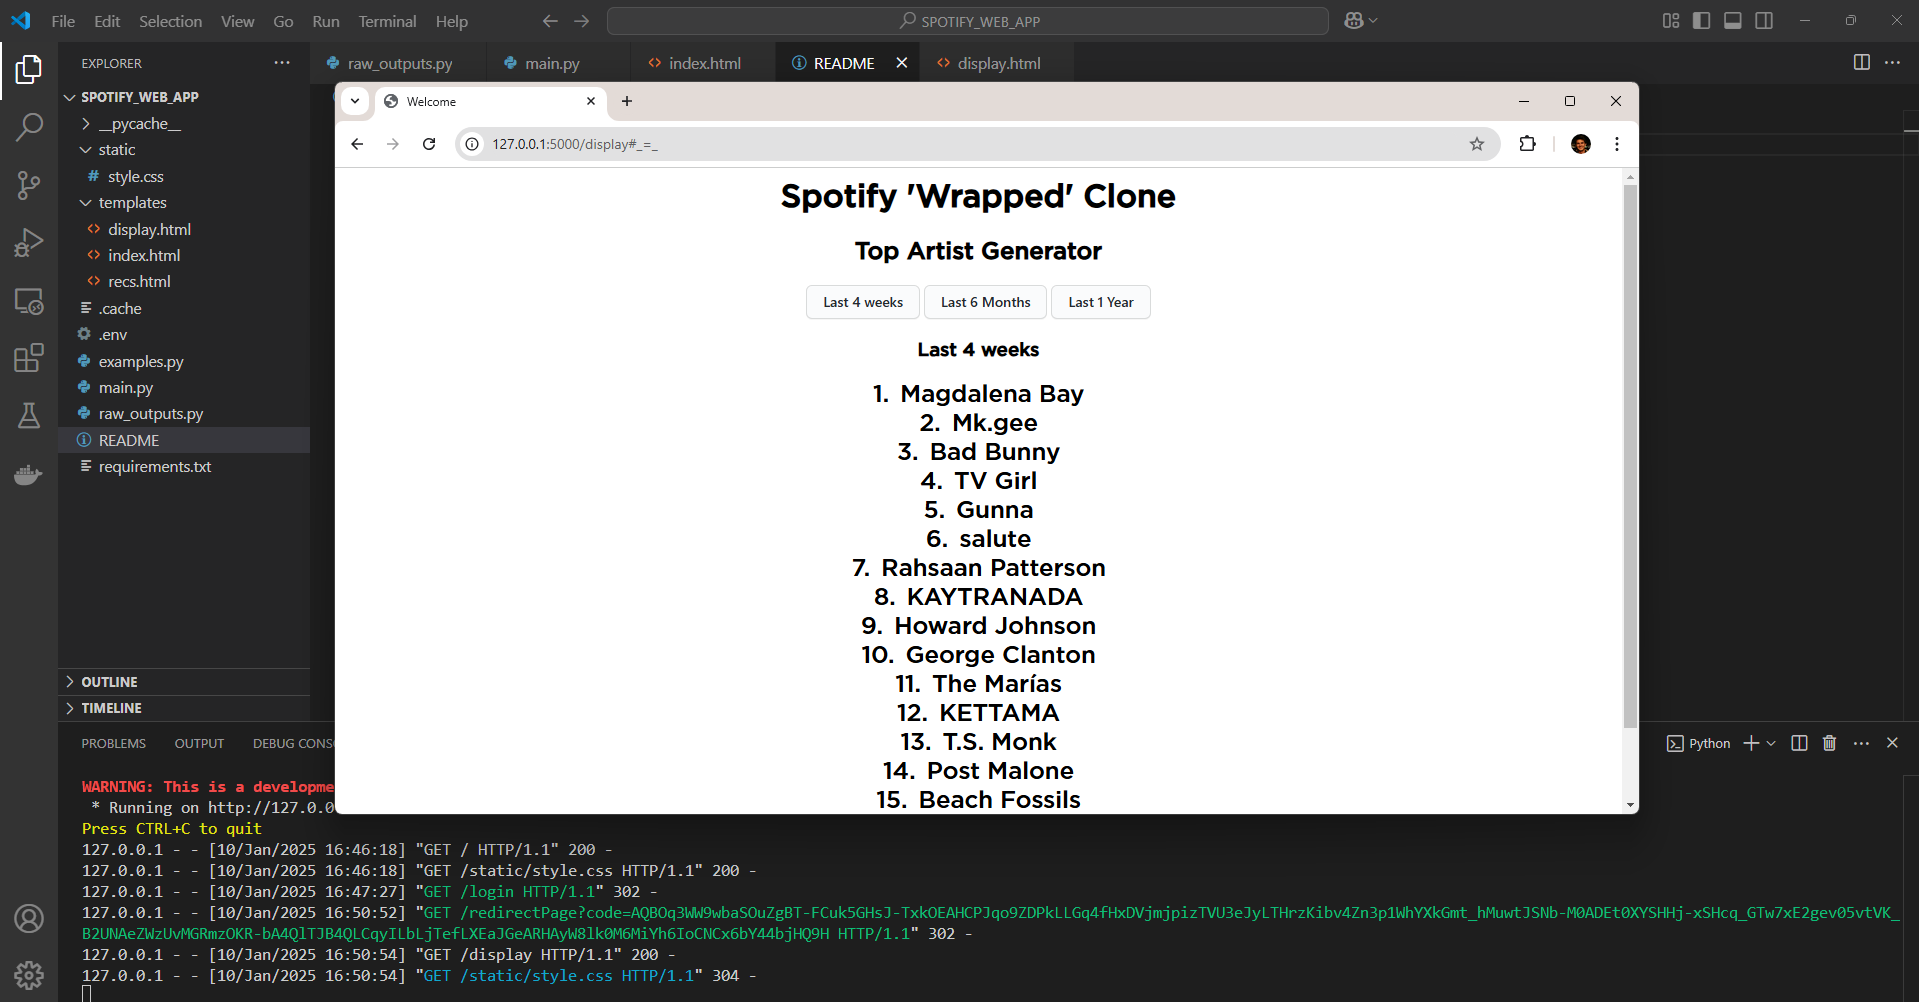 File Edit Selection View Go Run Terminal Help
SPOTIFY_WEB_APP
EXPLORER
raw_outputs.py
main.py
index.html
README
display.html
SPOTIFY_WEB_APP
__pycache__
static
# style.css
templates
display.html
index.html
recs.html
.cache
.env
examples.py
main.py
raw_outputs.py
README
requirements.txt
OUTLINE
TIMELINE
Welcome
127.0.0.1:5000/display#_=_
Spotify 'Wrapped' Clone
Top Artist Generator
Last 4 weeks Last 6 Months Last 1 Year
Last 4 weeks
1. Magdalena Bay
2. Mk.gee
3. Bad Bunny
4. TV Girl
5. Gunna
6. salute
7. Rahsaan Patterson
8. KAYTRANADA
9. Howard Johnson
10. George Clanton
11. The Marías
12. KETTAMA
13. T.S. Monk
14. Post Malone
15. Beach Fossils
PROBLEMS OUTPUT DEBUG CONS
Python
WARNING: This is a developme
* Running on http://127.0.0
Press CTRL+C to quit
127.0.0.1 - - [10/Jan/2025 16:46:18] "GET / HTTP/1.1" 200 -
127.0.0.1 - - [10/Jan/2025 16:46:18] "GET /static/style.css HTTP/1.1" 200 -
127.0.0.1 - - [10/Jan/2025 16:47:27] "GET /login HTTP/1.1" 302 -
127.0.0.1 - - [10/Jan/2025 16:50:52] "GET /redirectPage?code=AQBOq3WW9wbaSOuZgBT-FCuk5GHsJ-TxkOEAHCPJqo9ZDPkLLGq4fHxDVjmjpizTVU3eJyLTHrzKibv4Zn3p1WhYXkGmt_hMuwtJSNb-M0ADEt0XYSHHj-xSHcq_GTw7xE2gev05vtVK_
B2UNAeZWzUvMGRmzOKR-bA4QlTJB4QLCqyILbLjTefLXEaJGeARHAyW8lk0M6MiYh6IoCNCx6bY44bjHQ9H HTTP/1.1" 302 -
127.0.0.1 - - [10/Jan/2025 16:50:54] "GET /display HTTP/1.1" 200 -
127.0.0.1 - - [10/Jan/2025 16:50:54] "GET /static/style.css HTTP/1.1" 304 -